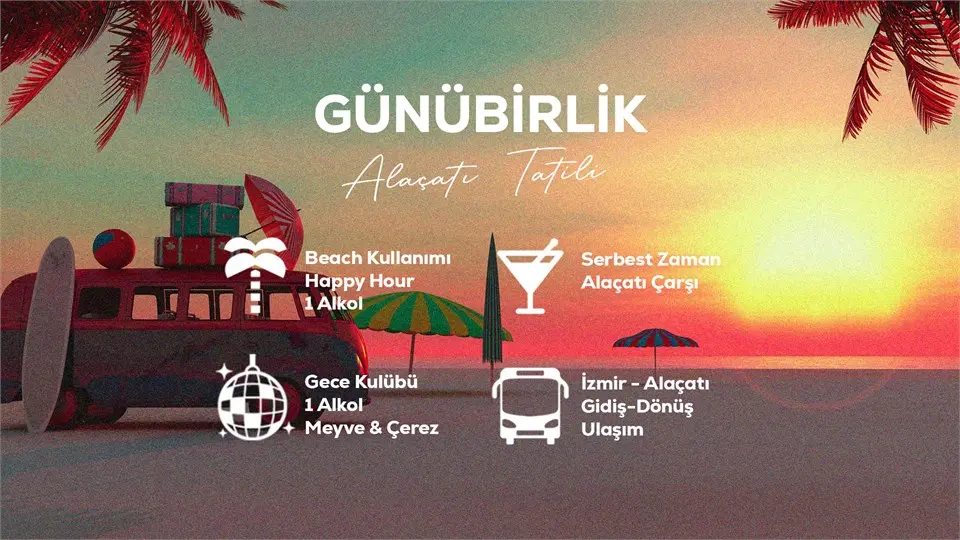 GÜNÜBİRLİK
Alaçatı Tatili
Beach Kullanımı
Happy Hour
1 Alkol
Serbest Zaman
Alaçatı Çarşı
Gece Kulübü
1 Alkol
Meyve & Çerez
İzmir - Alaçatı
Gidiş-Dönüş
Ulaşım